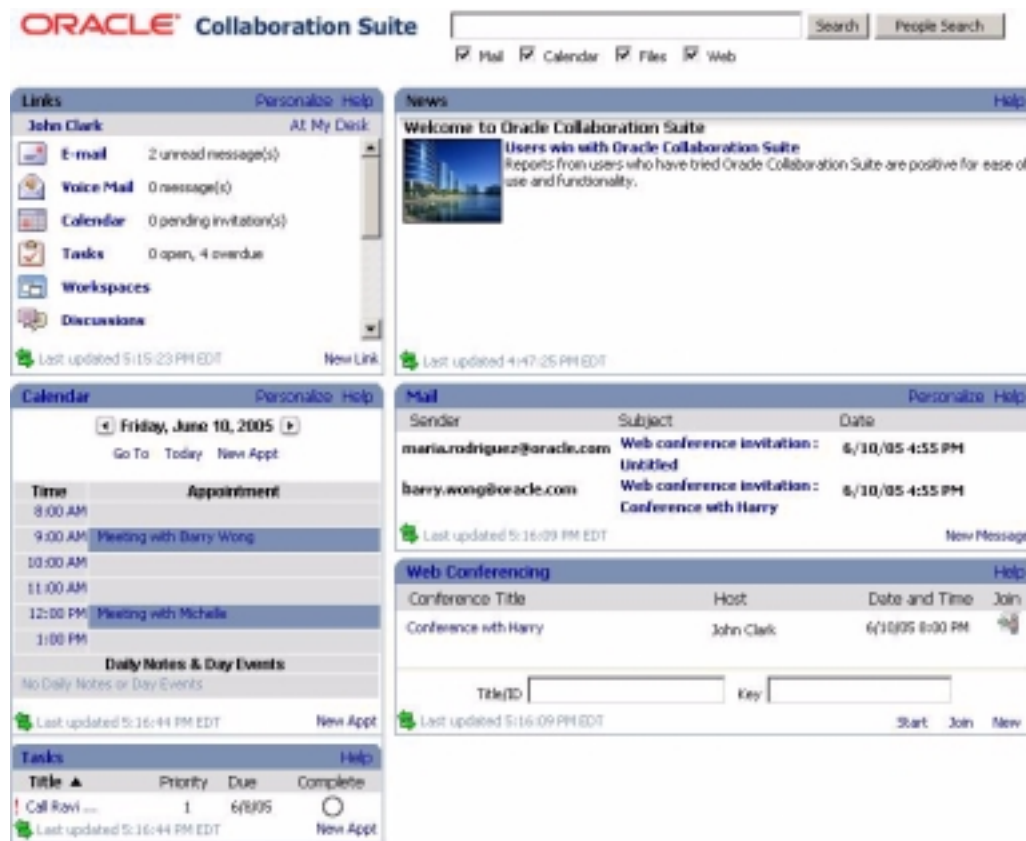 ORACLE Collaboration Suite
Search People Search
Mail Calendar Files Web
Links Personalize Help
John Clark At My Desk
E-mail 2 unread message(s)
Voice Mail 0 message(s)
Calendar 0 pending invitation(s)
Tasks 0 open, 4 overdue
Workspaces
Discussions
Last updated 5:15:23 PM EDT New Link
News Help
Welcome to Oracle Collaboration Suite
Users win with Oracle Collaboration Suite
Reports from users who have tried Oracle Collaboration Suite are positive for ease of
use and functionality.
Last updated 4:47:25 PM EDT
Calendar Personalize Help
Friday, June 10, 2005
Go To Today New Appt
Time Appointment
8:00 AM
9:00 AM Meeting with Barry Wong
10:00 AM
11:00 AM
12:00 PM Meeting with Michelle
1:00 PM
Daily Notes & Day Events
No Daily Notes or Day Events
Last updated 5:16:44 PM EDT New Appt
Mail Personalize Help
Sender Subject Date
maria.rodriguez@oracle.com Web conference invitation : Untitled 6/10/05 4:55 PM
barry.wong@oracle.com Web conference invitation : Conference wth Harry 6/10/05 4:55 PM
Last updated 5:16:09 PM EDT New Message
Web Conferencing Help
Conference Title Host Date and Time Join
Conference wth Harry John Clark 6/10/05 8:00 PM
Title/ID Key
Last updated 5:16:09 PM EDT Start Join New
Tasks Help
Title ▲ Priority Due Complete
! Call Ravi ... 1 6/8/05
Last updated 5:16:44 PM EDT New Appt